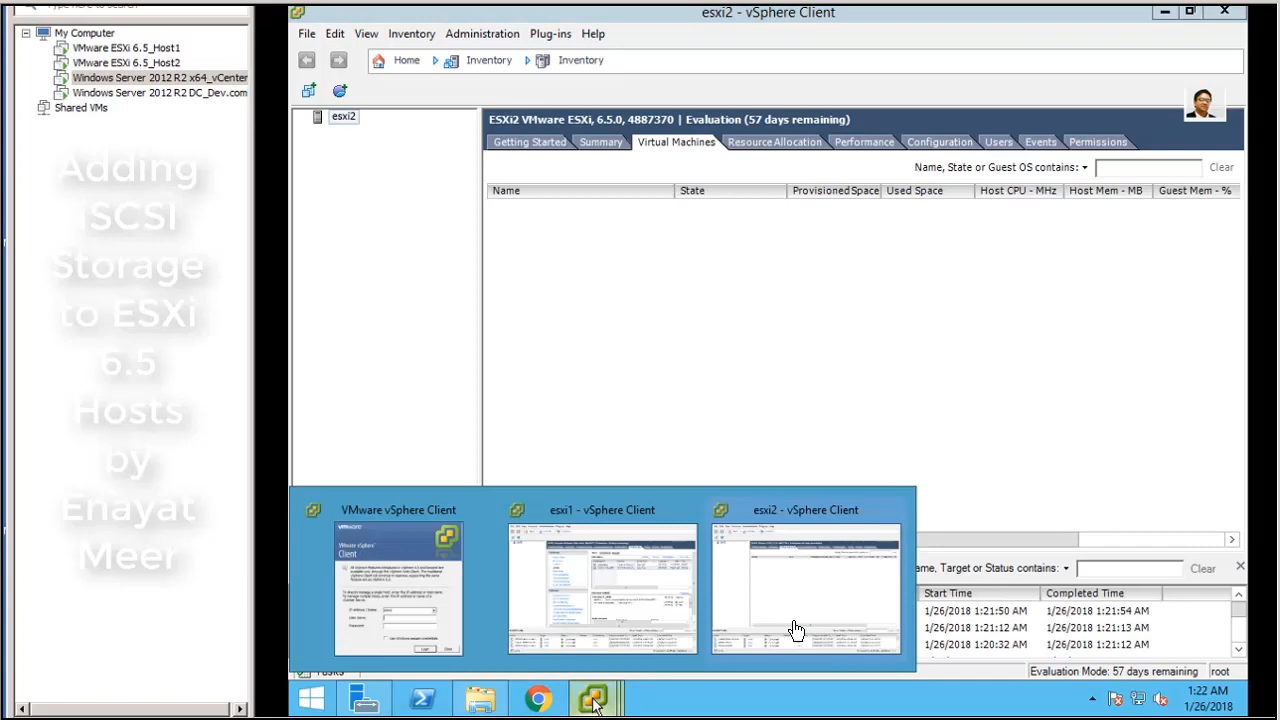 My Computer
VMware ESXi 6.5_Host1
VMware ESXi 6.5_Host2
Windows Server 2012 R2 x64_vCenter
Windows Server 2012 R2 DC_Dev.com
Shared VMs
Adding
iSCSI
Storage
to ESXi
6.5
Hosts
by
Enayat
Meer
esxi2 - vSphere Client
File Edit View Inventory Administration Plug-ins Help
Home Inventory Inventory
esxi2
ESXi2 VMware ESXi, 6.5.0, 4887370 | Evaluation (57 days remaining)
Getting Started Summary Virtual Machines Resource Allocation Performance Configuration Users Events Permissions
Name, State or Guest OS contains: Clear
Name State Provisioned Space Used Space Host CPU - MHz Host Mem - MB Guest Mem - %
VMware vSphere Client esxi1 - vSphere Client esxi2 - vSphere Client
vmware
VMware vSphere
Client
ame, Target or Status contains: Clear
Start Time Completed Time
1/26/2018 1:21:50 AM 1/26/2018 1:21:54 AM
1/26/2018 1:21:12 AM 1/26/2018 1:21:13 AM
1/26/2018 1:20:32 AM 1/26/2018 1:21:12 AM
Tasks Evaluation Mode: 57 days remaining root
1:22 AM
1/26/2018